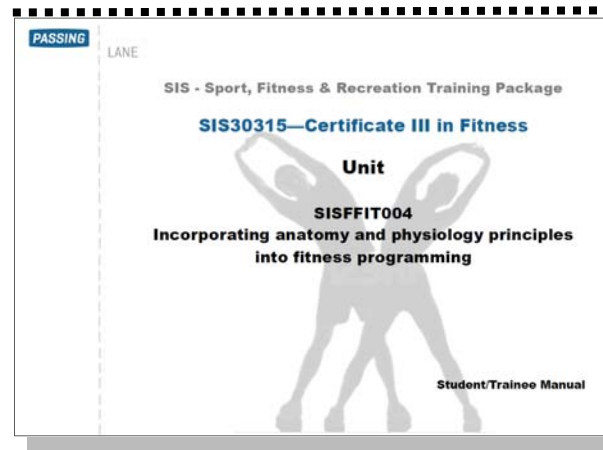 PASSING
LANE
SIS - Sport, Fitness & Recreation Training Package
SIS30315—Certificate III in Fitness
Unit
SISFFIT004
Incorporating anatomy and physiology principles
into fitness programming
Student/Trainee Manual